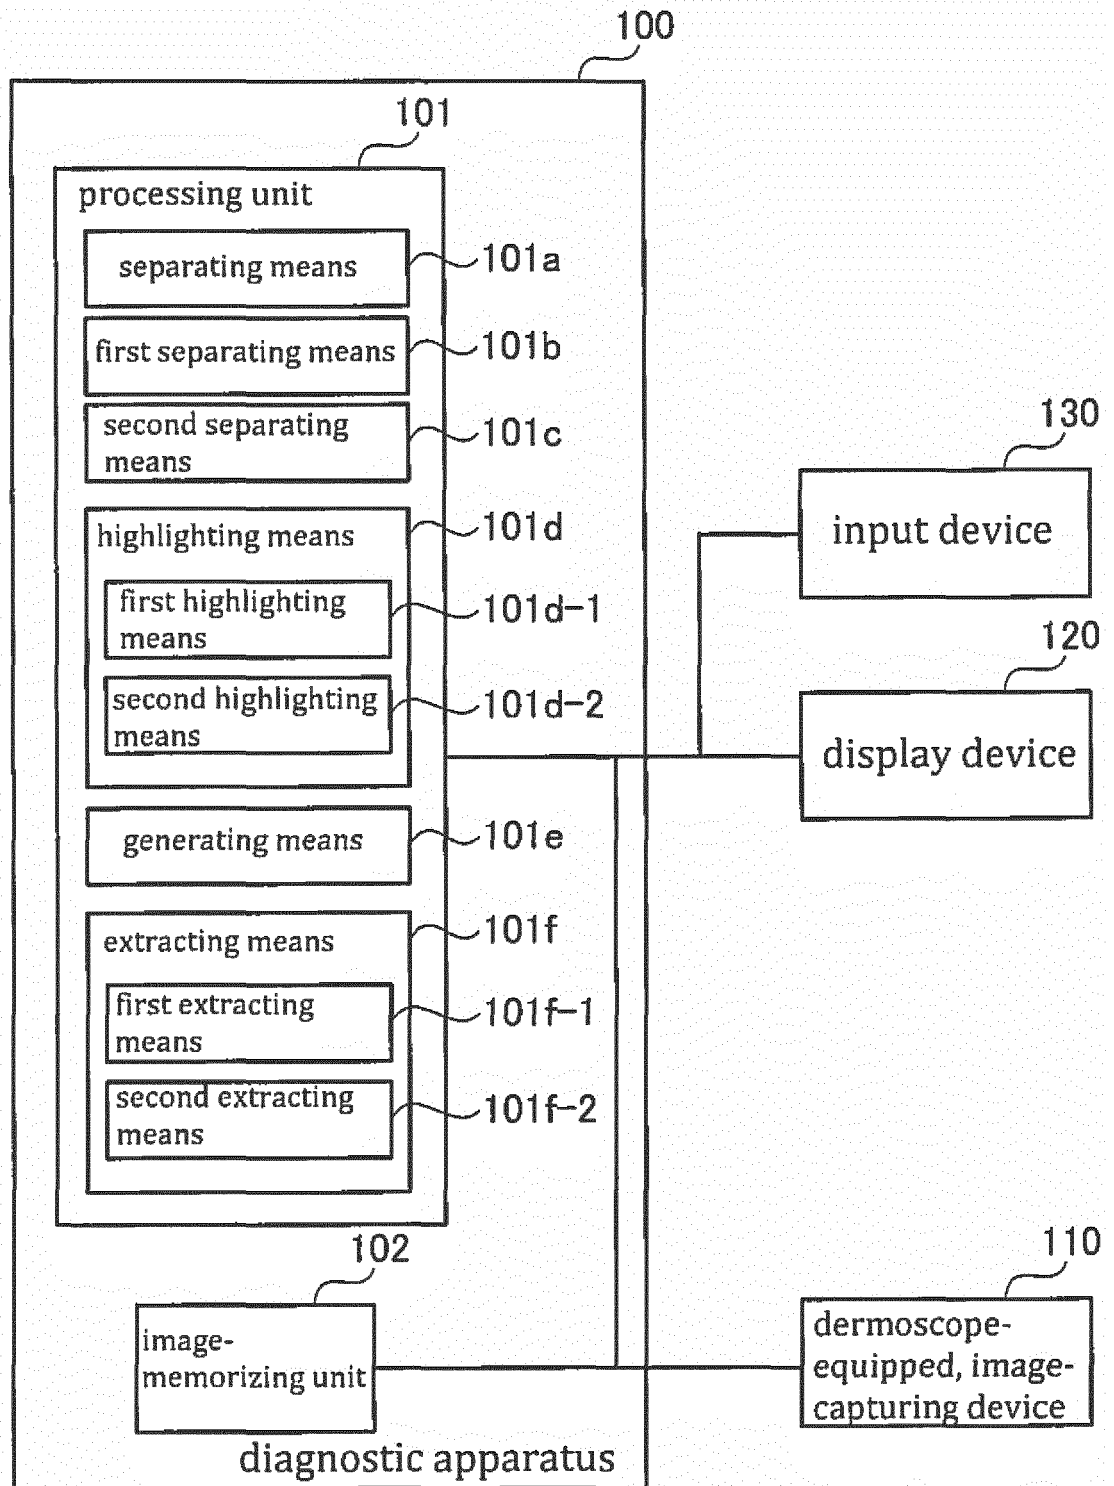 100
101
processing unit
separating means
101a
first separating means
101b
second separating
means
101c
highlighting means
101d
first highlighting
means
101d-1
second highlighting
means
101d-2
generating means
101e
extracting means
101f
first extracting
means
101f-1
second extracting
means
101f-2
130
input device
120
display device
102
image-
memorizing unit
110
dermoscope-
equipped, image-
capturing device
diagnostic apparatus